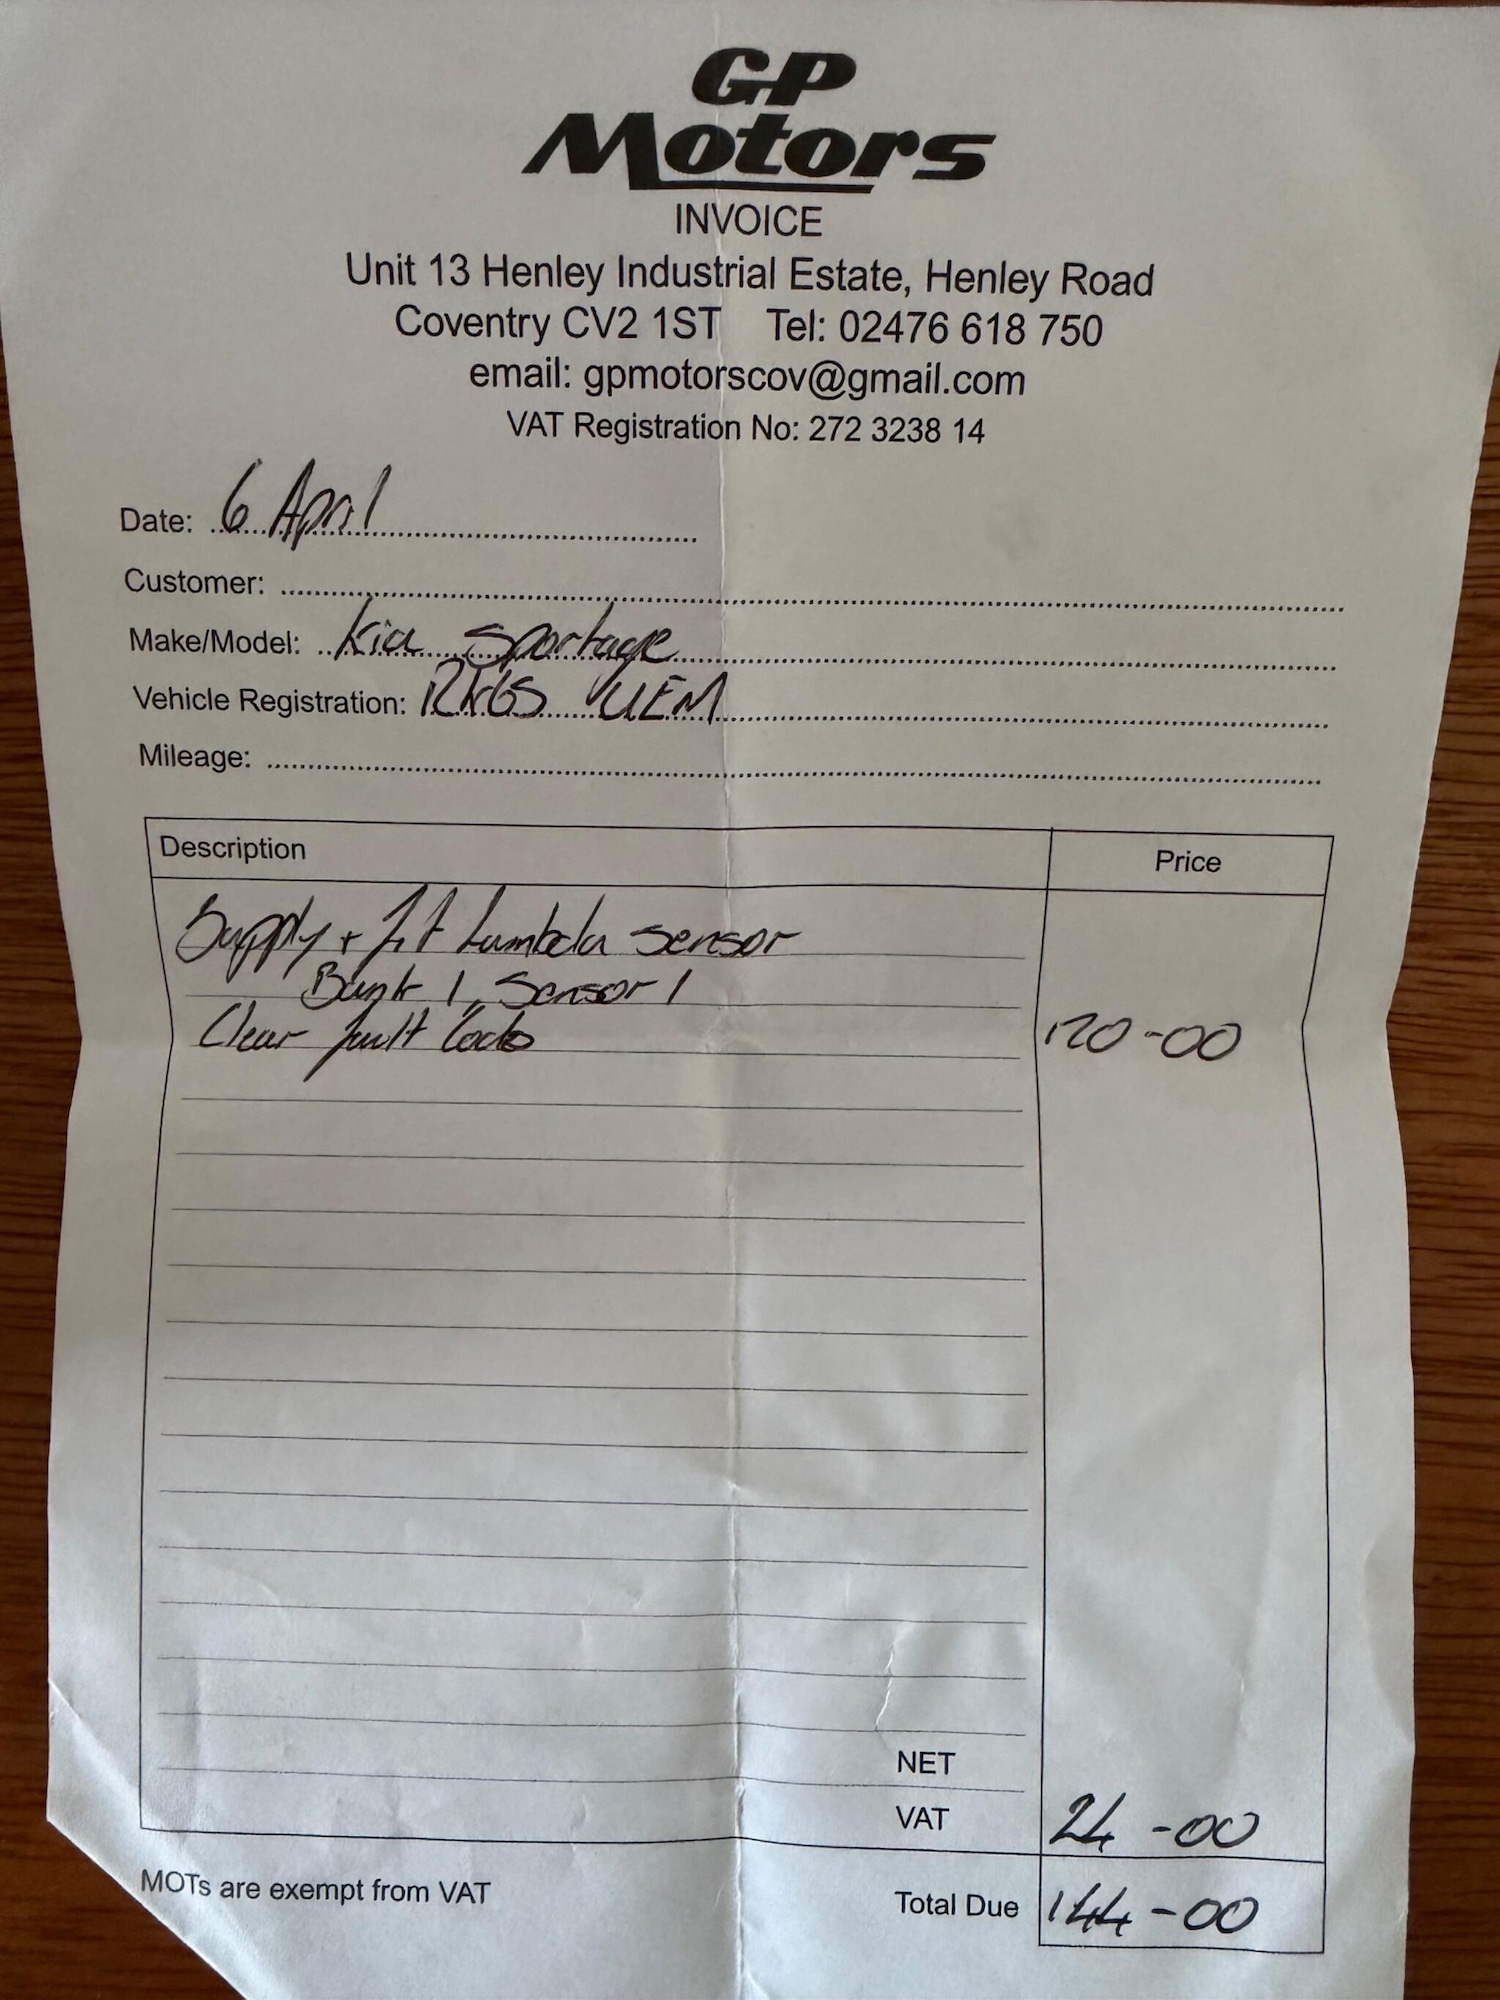 GP
Motors
INVOICE
Unit 13 Henley Industrial Estate, Henley Road
Coventry CV2 1ST Tel: 02476 618 750
email: gpmotorscov@gmail.com
VAT Registration No: 272 3238 14
Date: 6 April
Customer:
Make/Model: Kia Sportage
Vehicle Registration: UEM
Mileage:
Description Price
Supply + fit Lambda sensor
Bank 1, Sensor 1
Clear fault Codes 120-00
NET
VAT 24-00
MOTs are exempt from VAT
Total Due 144-00